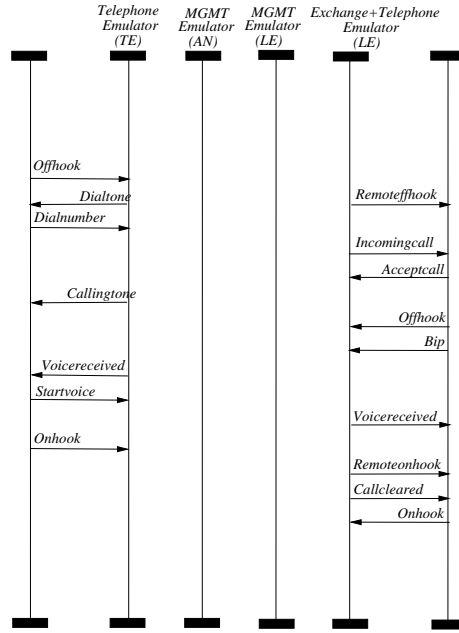 Telephone
Emulator
(TE)
MGMT
Emulator
(AN)
MGMT
Emulator
(LE)
Exchange+Telephone
Emulator
(LE)
Offhook
Dialtone
Remoteffhook
Dialnumber
Incomingcall
Acceptcall
Callingtone
Offhook
Bip
Voicereceived
Startvoice
Voicereceived
Onhook
Remoteonhook
Callcleared
Onhook